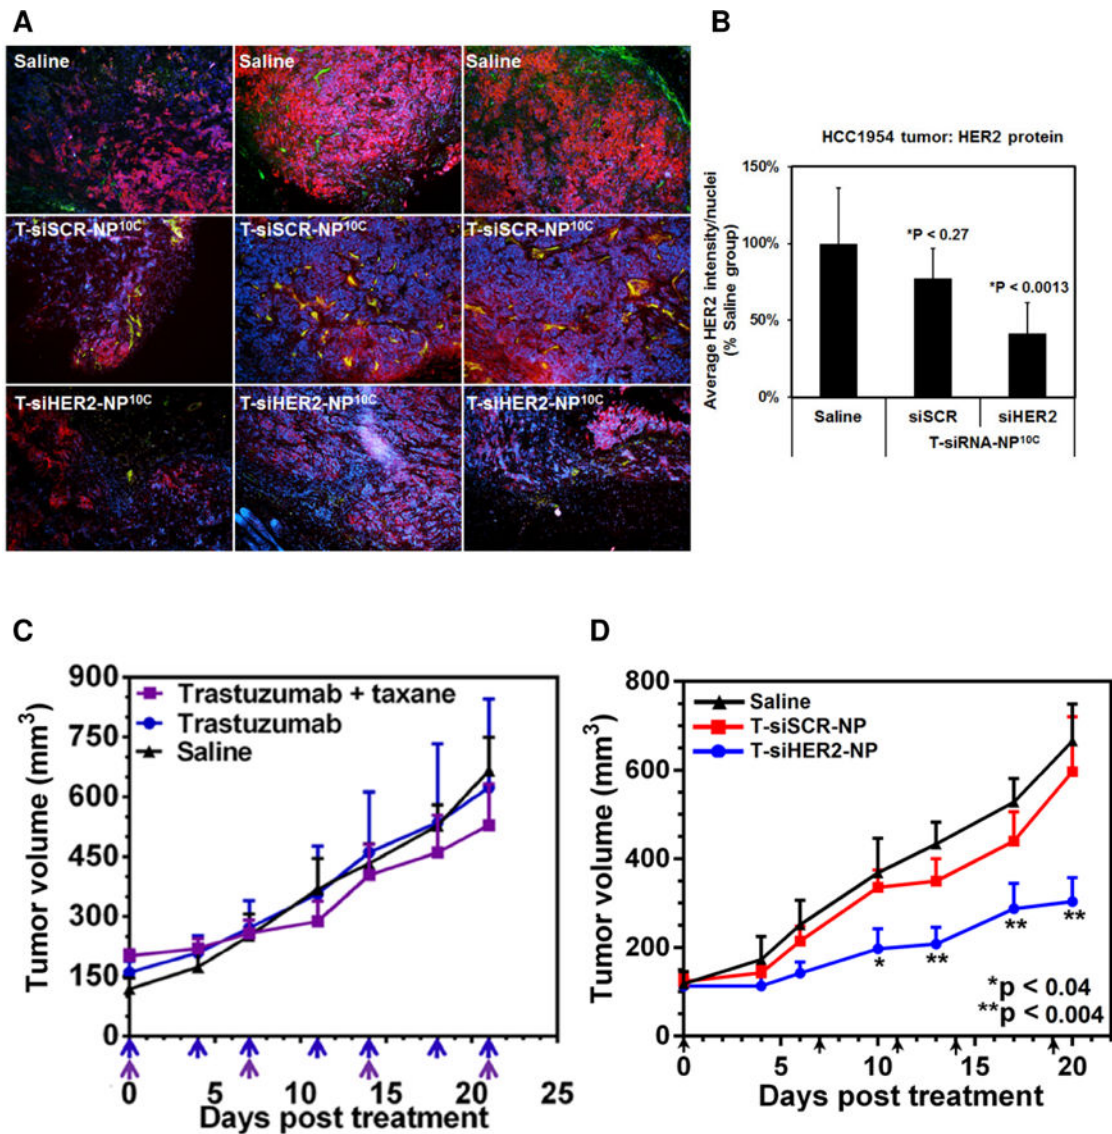 A
Saline
Saline
Saline
T-siSCR-NP10C
T-siSCR-NP10C
T-siSCR-NP10C
T-siHER2-NP10C
T-siHER2-NP10C
T-siHER2-NP10C
B
HCC1954 tumor: HER2 protein
Average HER2 intensity/nuclei
(% Saline group)
150%
100%
50%
0%
*P < 0.27
*P < 0.0013
Saline
siSCR
siHER2
T-siRNA-NP10C
C
Tumor volume (mm3)
900
750
600
450
300
150
0
Trastuzumab + taxane
Trastuzumab
Saline
0 5 10 15 20 25
Days post treatment
D
Tumor volume (mm3)
800
600
400
200
0
Saline
T-siSCR-NP
T-siHER2-NP
* ** ** **
*p < 0.04
**p < 0.004
0 5 10 15 20
Days post treatment